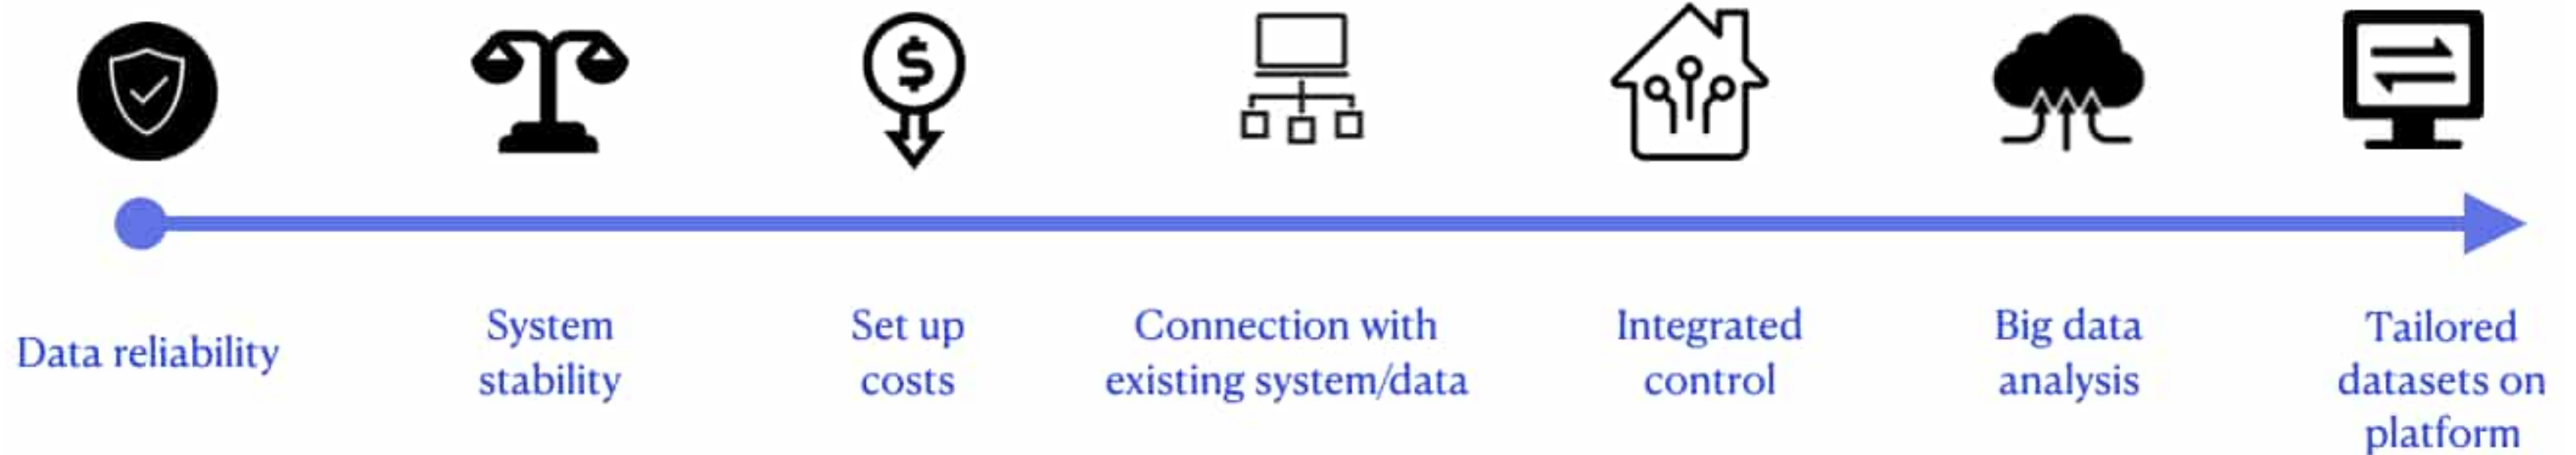 $
Data reliability
System
stability
Set up
costs
Connection with
existing system/data
Integrated
control
Big data
analysis
Tailored
datasets on
platform